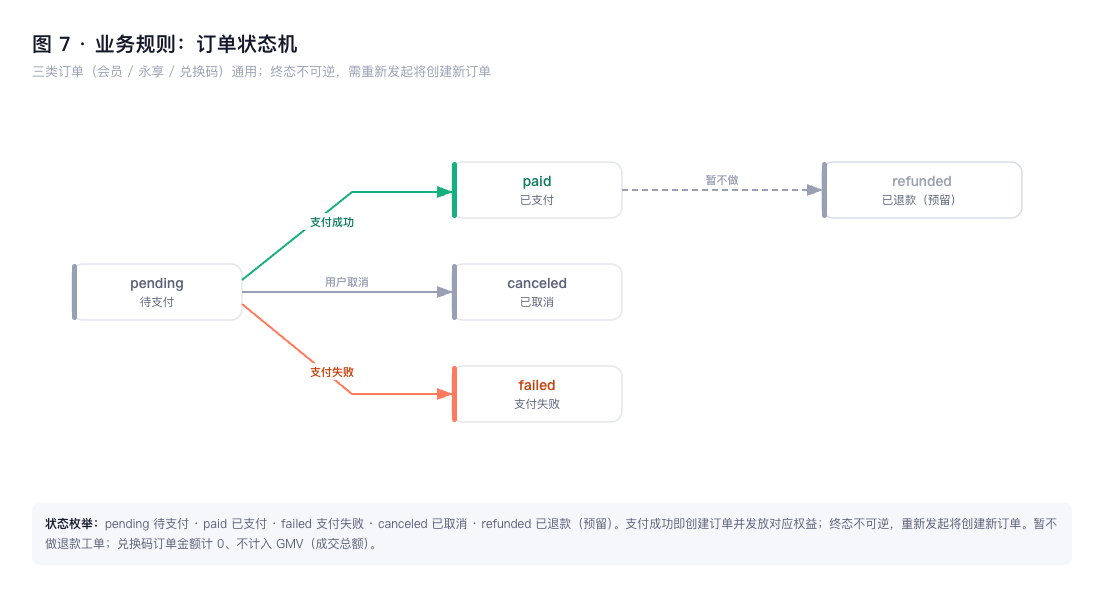 图 7 · 业务规则：订单状态机
三类订单（会员 / 永享 / 兑换码）通用；终态不可逆，需重新发起将创建新订单
paid
已支付
暂不做
refunded
已退款（预留）
支付成功
pending
待支付
用户取消
canceled
已取消
支付失败
failed
支付失败
状态枚举：pending 待支付 · paid 已支付 · failed 支付失败 · canceled 已取消 · refunded 已退款（预留）。支付成功即创建订单并发放对应权益；终态不可逆，重新发起将创建新订单。暂不
做退款工单；兑换码订单金额计 0、不计入 GMV（成交总额）。